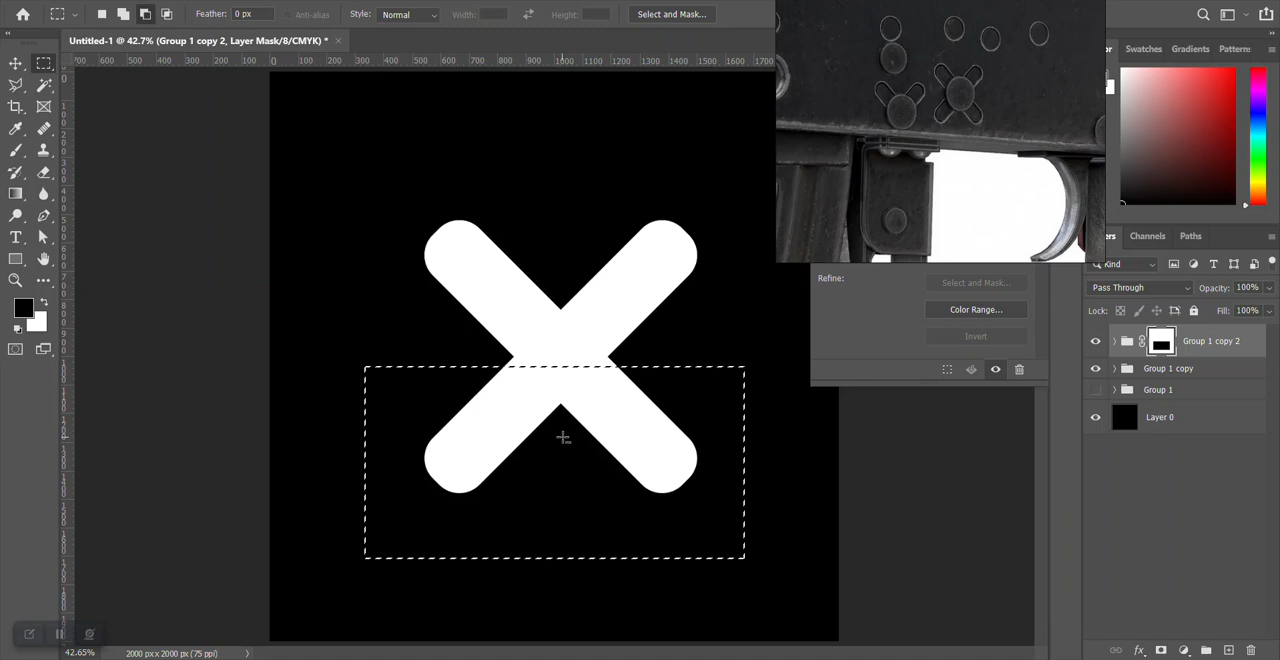 Feather: 0 px Anti-alias Style: Normal Width: Height: Select and Mask...
Untitled-1 @ 42.7% (Group 1 copy 2, Layer Mask/8/CMYK) *
700 600 500 400 300 200 100 0 100 200 300 400 500 600 700 800 900 1000 1100 1200 1300 1400 1500 1600 1700
Swatches Gradients Patterns
Channels Paths
Kind
Pass Through Opacity: 100%
Lock: Fill: 100%
Group 1 copy 2
Group 1 copy
Group 1
Layer 0
Refine: Select and Mask...
Color Range...
Invert
42.65% 2000 px x 2000 px (75 ppi)